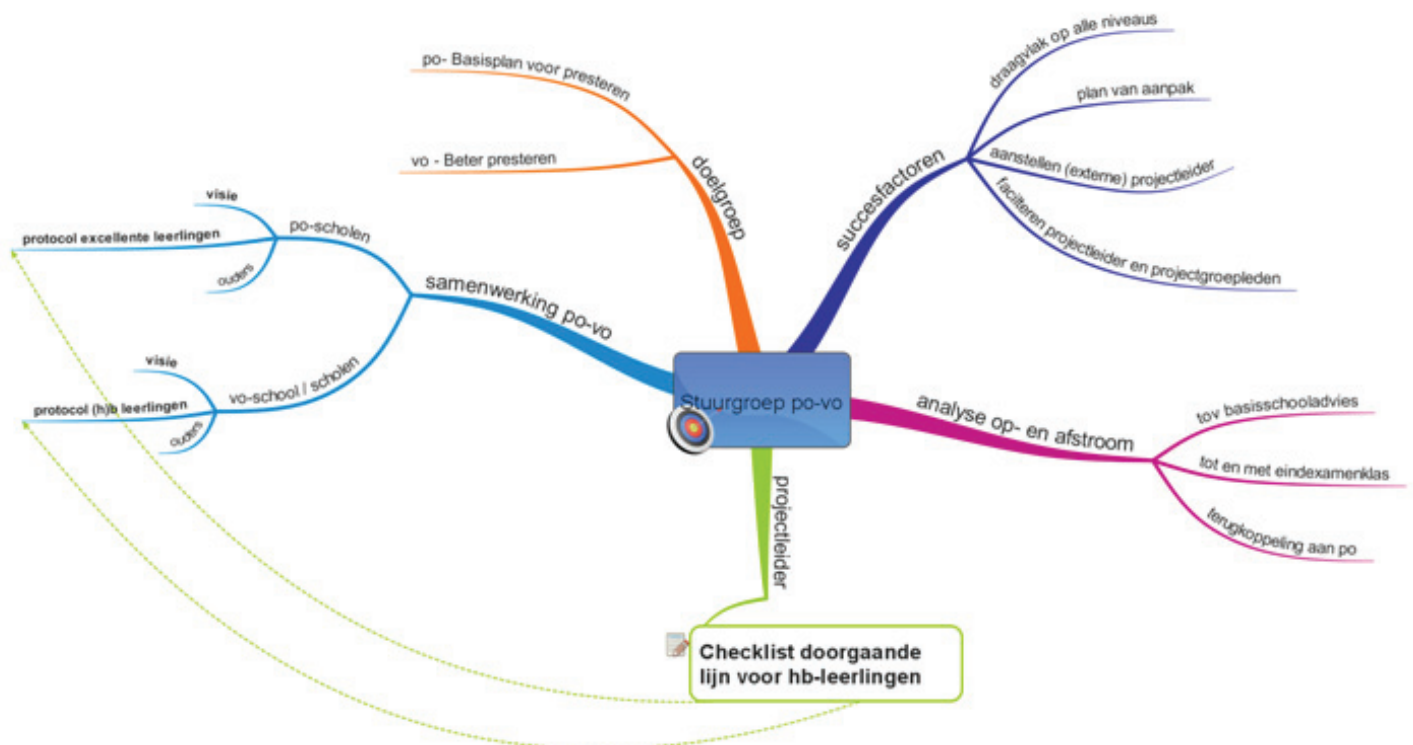 draagvlak op alle niveaus
plan van aanpak
aanstellen (externe) projectleider
faciliteren projectleider en projectgroepleden
succesfactoren
po- Basisplan voor presteren
vo - Beter presteren
doelgroep
visie
protocol excellente leerlingen
ouders
po-scholen
samenwerking po-vo
visie
protocol (h)b leerlingen
ouders
vo-school / scholen
Stuurgroep po-vo
analyse op- en afstroom
tov basisschooladvies
tot en met eindexamenklas
terugkoppeling aan po
projectleider
Checklist doorgaande
lijn voor hb-leerlingen